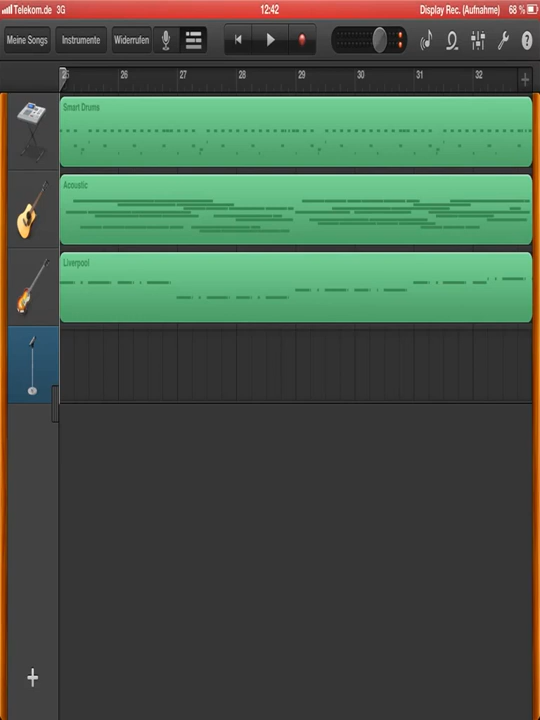 Telekom.de 3G 12:42 Display Rec. (Aufnahme) 68 %
Meine Songs Instrumente Widerrufen ?
25 26 27 28 29 30 31 32
Smart Drums
Acoustic
Liverpool